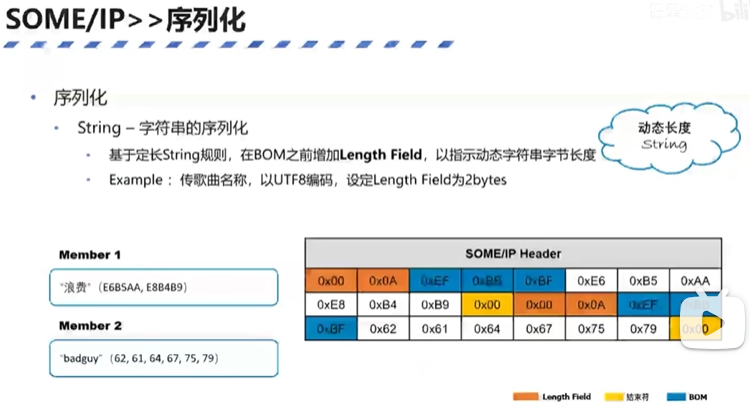 SOME/IP>>序列化
• 序列化
• String – 字符串的序列化
• 基于定长String规则，在BOM之前增加Length Field，以指示动态字符串字节长度
• Example：传歌曲名称，以UTF8编码，设定Length Field为2bytes
动态长度
String
Member 1
"浪费"（E6B5AA, E8B4B9）
Member 2
"badguy"（62, 61, 64, 67, 75, 79）
SOME/IP Header
0x00 0x0A 0xEF 0xBB 0xBF 0xE6 0xB5 0xAA
0xE8 0xB4 0xB9 0x00 0x00 0x0A 0xEF
0xBF 0x62 0x61 0x64 0x67 0x75 0x79 0x00
Length Field 结束符 BOM